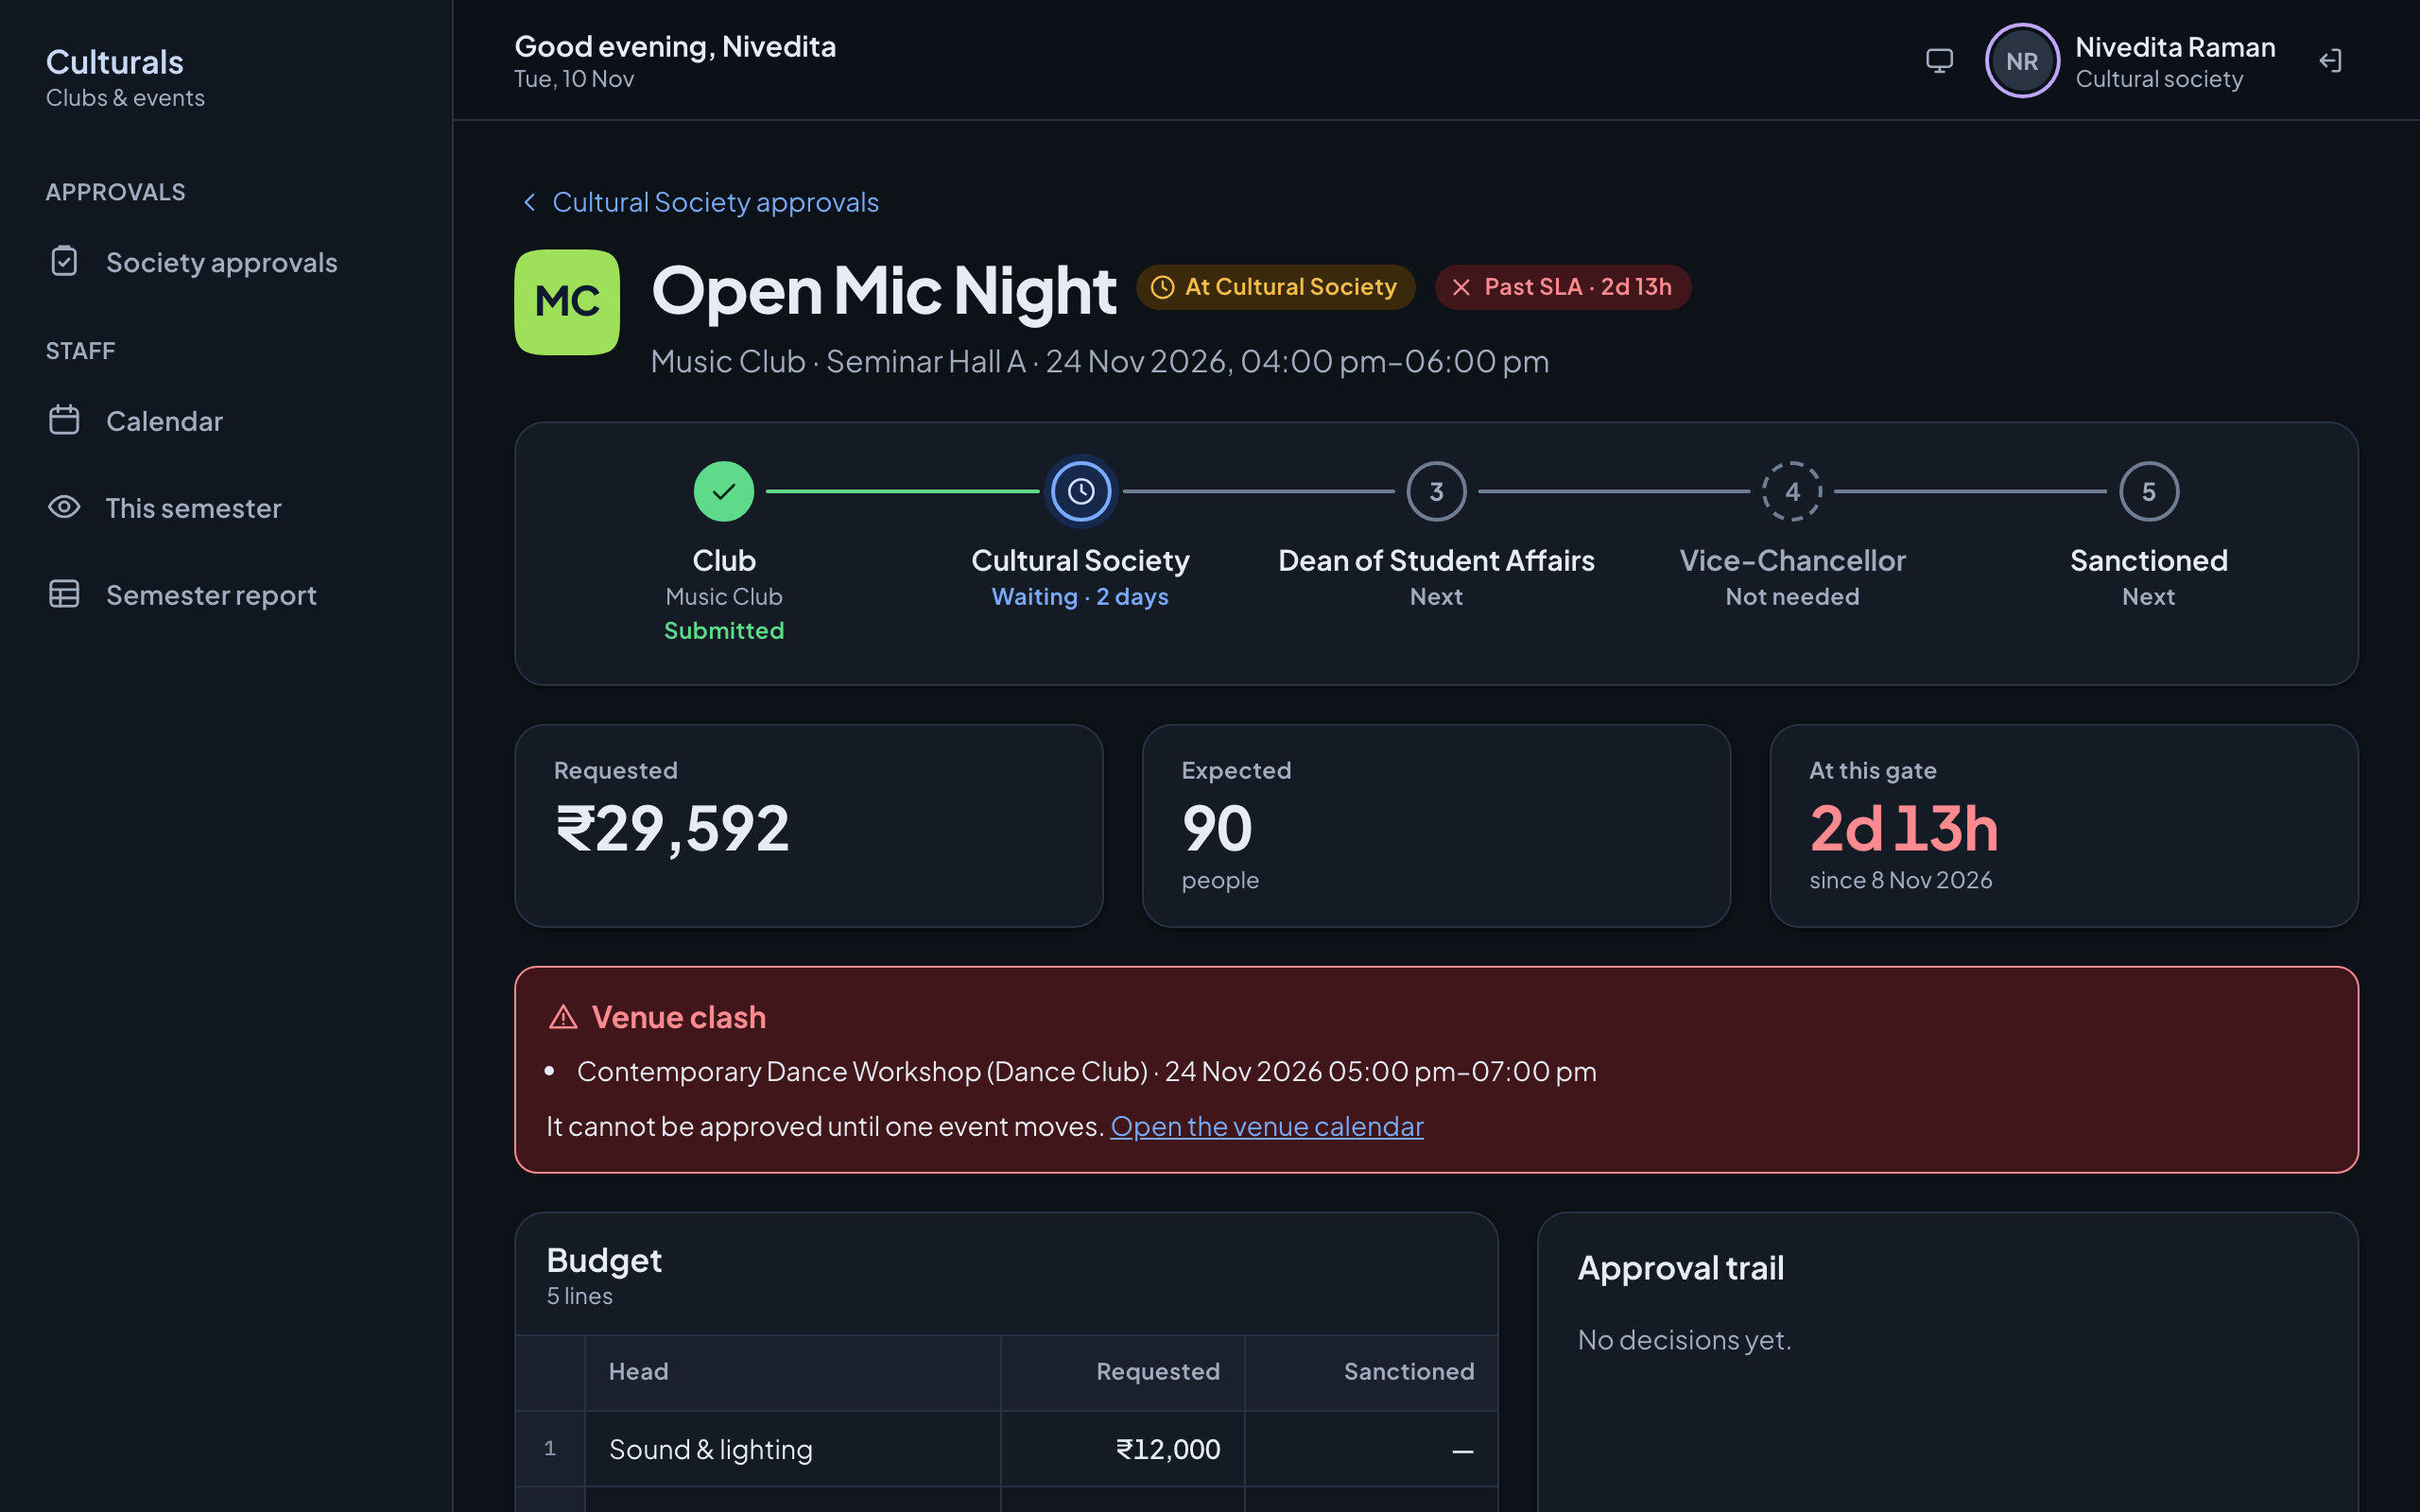 Culturals
Clubs & events
APPROVALS
Society approvals
STAFF
Calendar
This semester
Semester report
Good evening, Nivedita
Tue, 10 Nov
NR
Nivedita Raman
Cultural society
Cultural Society approvals
MC
Open Mic Night
At Cultural Society
Past SLA · 2d 13h
Music Club · Seminar Hall A · 24 Nov 2026, 04:00 pm–06:00 pm
3
4
5
Club
Cultural Society
Dean of Student Affairs
Vice-Chancellor
Sanctioned
Music Club
Waiting · 2 days
Next
Not needed
Next
Submitted
Requested
₹29,592
Expected
90
people
At this gate
2d 13h
since 8 Nov 2026
Venue clash
• Contemporary Dance Workshop (Dance Club) · 24 Nov 2026 05:00 pm–07:00 pm
It cannot be approved until one event moves. Open the venue calendar
Budget
5 lines
Head Requested Sanctioned
1 Sound & lighting ₹12,000 —
Approval trail
No decisions yet.